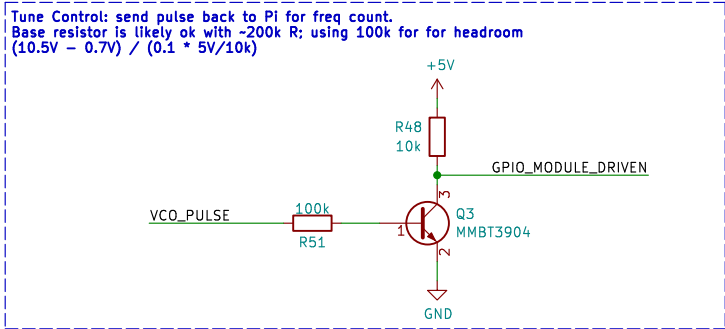 Tune Control: send pulse back to Pi for freq count.
Base resistor is likely ok with ~200k R; using 100k for for headroom
(10.5V - 0.7V) / (0.1 * 5V/10k)
+5V
R48
10k
GPIO_MODULE_DRIVEN
3
VCO_PULSE
100k
R51
1
Q3
MMBT3904
2
GND